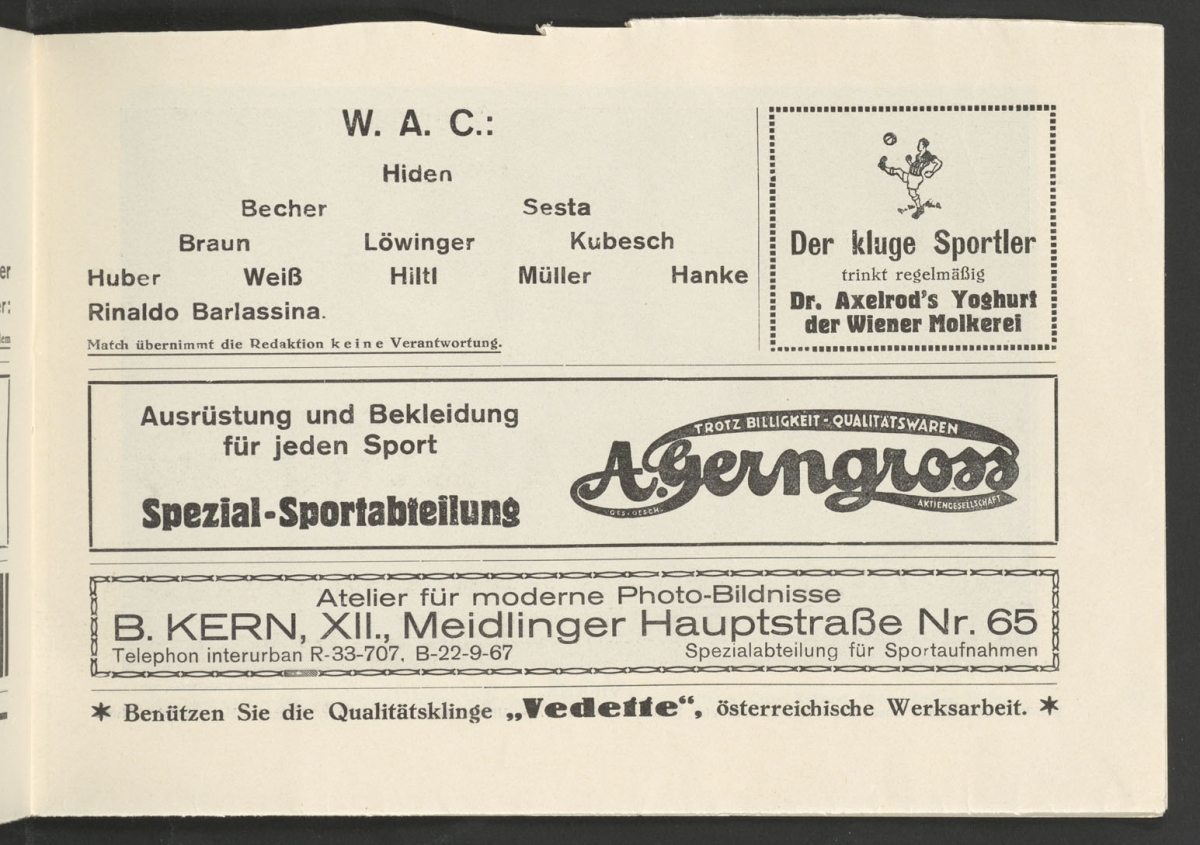 W. A. C.:
Hiden
Becher Sesta
Braun Löwinger Kubesch
Huber Weiß Hiltl Müller Hanke
Rinaldo Barlassina.
Match übernimmt die Redaktion keine Verantwortung.
Der kluge Sportler
trinkt regelmäßig
Dr. Axelrod's Yoghurt
der Wiener Molkerei
Ausrüstung und Bekleidung
für jeden Sport
Spezial-Sportabteilung
TROTZ BILLIGKEIT - QUALITÄTSWAREN
A. Gerngross
GES. GESCH.
AKTIENGESELLSCHAFT
Atelier für moderne Photo-Bildnisse
B. KERN, XII., Meidlinger Hauptstraße Nr. 65
Telephon interurban R-33-707, B-22-9-67 Spezialabteilung für Sportaufnahmen
* Benützen Sie die Qualitätsklinge „Vedette“, österreichische Werksarbeit. *